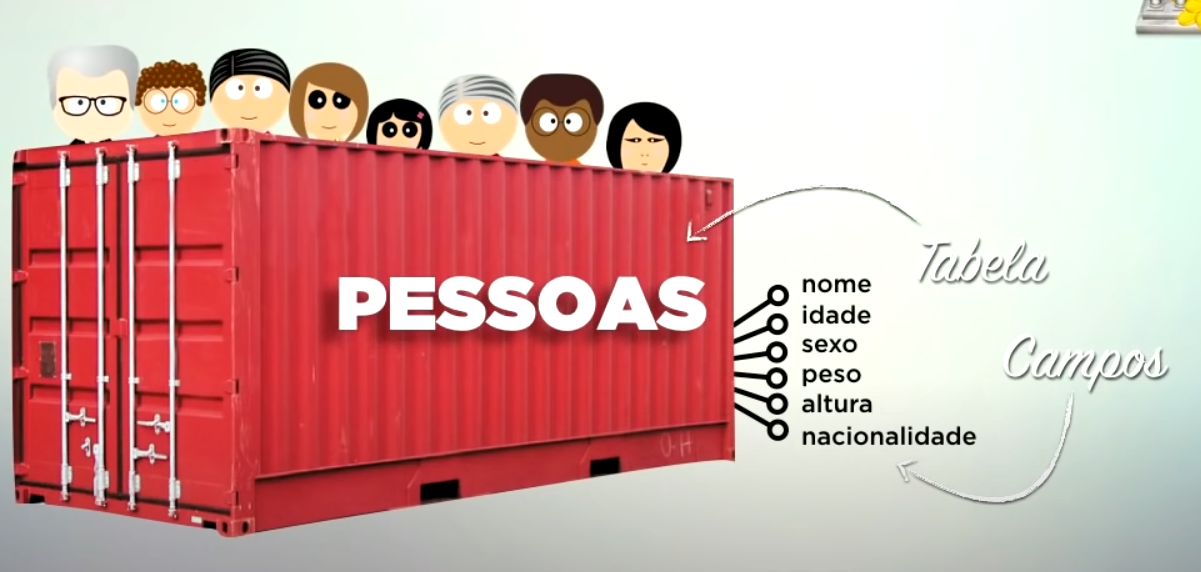 PESSOAS
Tabela
nome
idade
sexo
peso
altura
nacionalidade
Campos